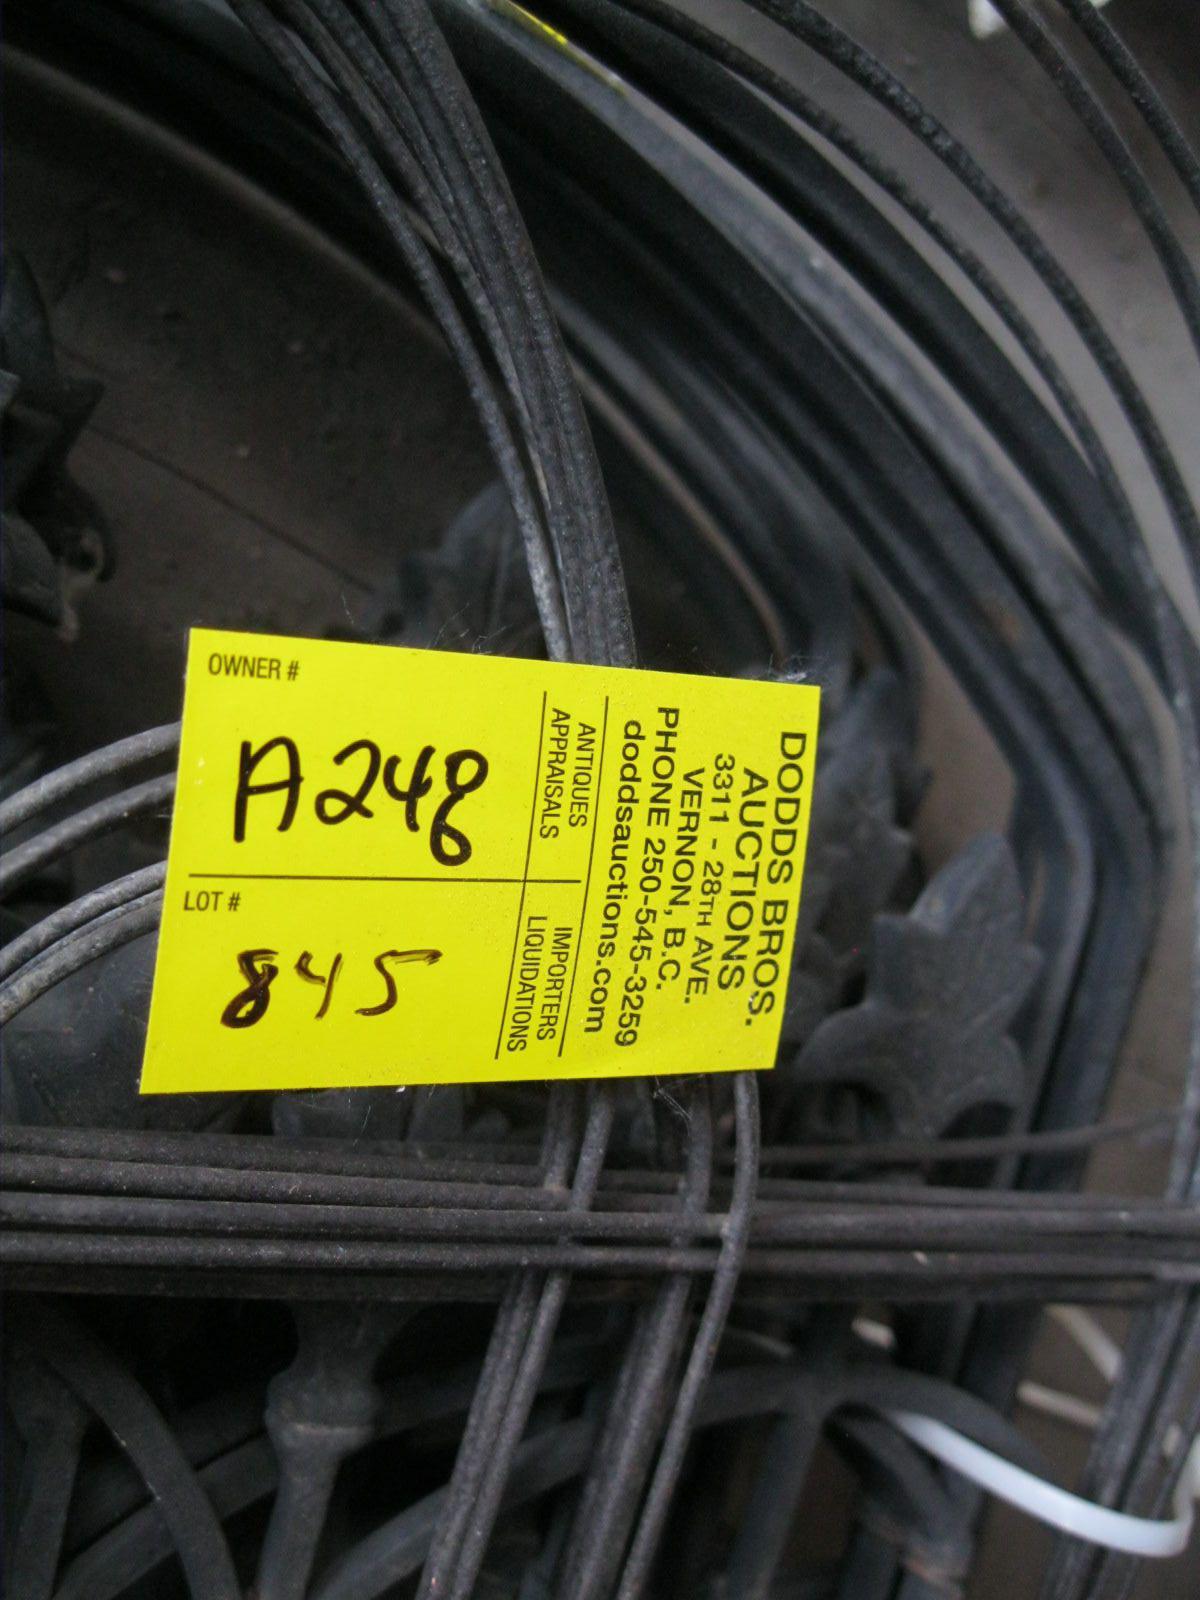 OWNER #
A248
LOT #
845
DODDS BROS.
AUCTIONS
3311 - 28TH AVE.
VERNON, B.C.
PHONE 250-545-3259
doddsauctions.com
ANTIQUES
APPRAISALS
IMPORTERS
LIQUIDATIONS